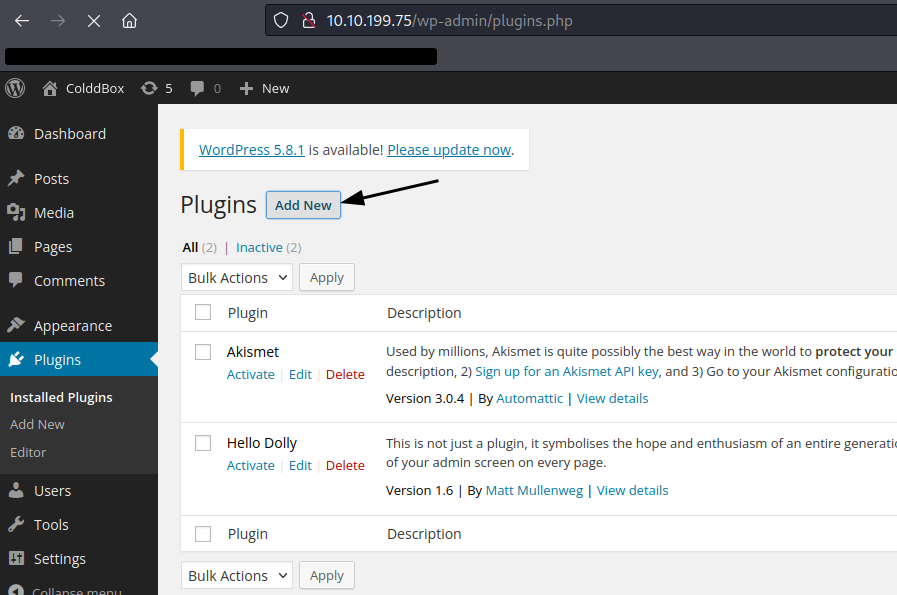 10.10.199.75/wp-admin/plugins.php
ColddBox 5 0 New
Dashboard
Posts
Media
Pages
Comments
Appearance
Plugins
Installed Plugins
Add New
Editor
Users
Tools
Settings
Collapse menu
WordPress 5.8.1 is available! Please update now.
Plugins Add New
All (2) | Inactive (2)
Bulk Actions Apply
Plugin Description
Akismet
Activate | Edit | Delete
Used by millions, Akismet is quite possibly the best way in the world to protect your
description, 2) Sign up for an Akismet API key, and 3) Go to your Akismet configuratio
Version 3.0.4 | By Automattic | View details
Hello Dolly
Activate | Edit | Delete
This is not just a plugin, it symbolises the hope and enthusiasm of an entire generati
of your admin screen on every page.
Version 1.6 | By Matt Mullenweg | View details
Plugin Description
Bulk Actions Apply